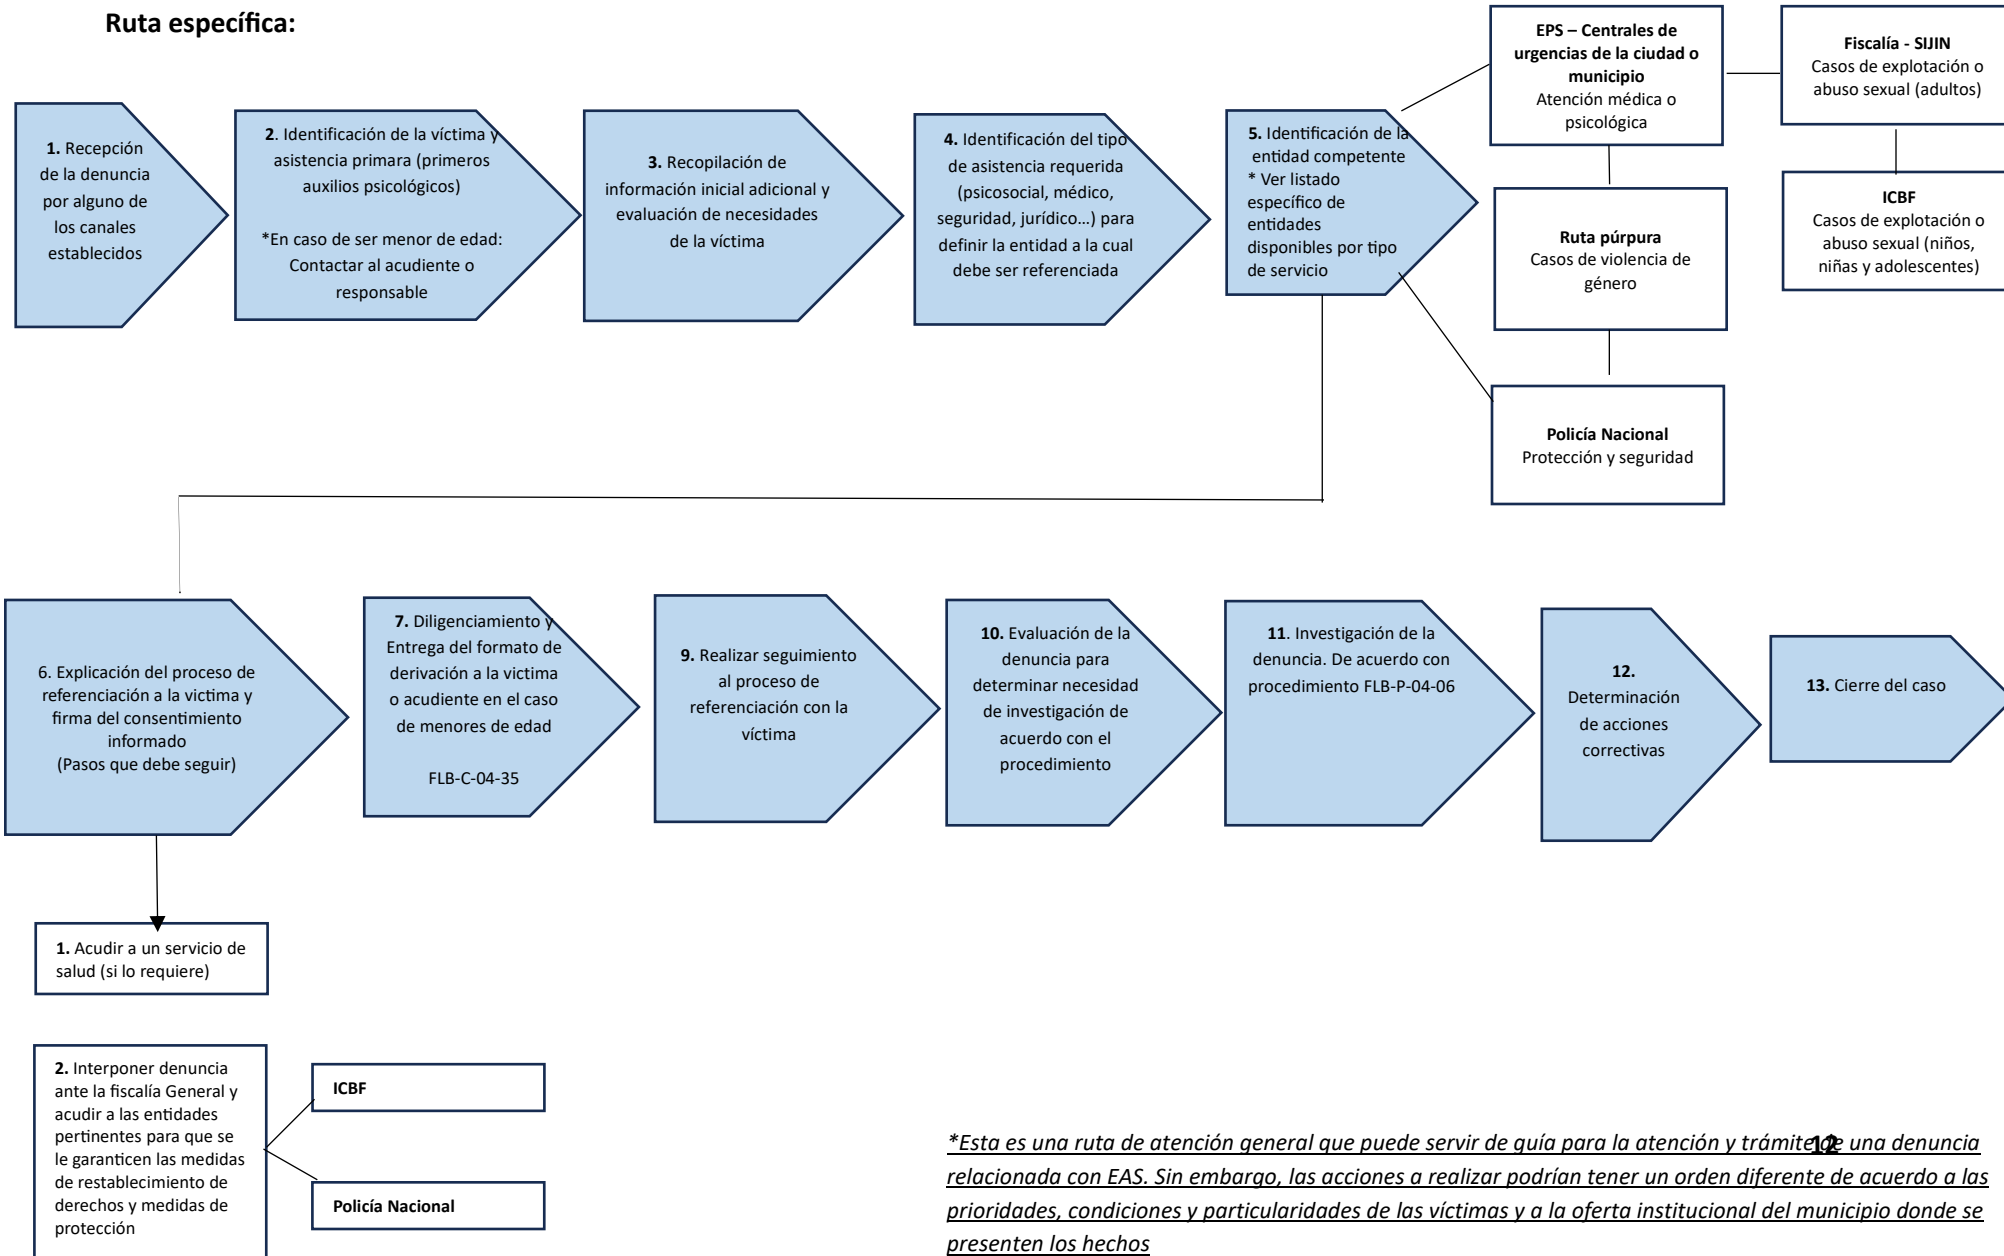 Ruta específica:
1. Recepción
de la denuncia
por alguno de
los canales
establecidos
2. Identificación de la víctima y
asistencia primara (primeros
auxilios psicológicos)
*En caso de ser menor de edad:
Contactar al acudiente o
responsable
3. Recopilación de
información inicial adicional y
evaluación de necesidades
de la víctima
4. Identificación del tipo
de asistencia requerida
(psicosocial, médico,
seguridad, jurídico…) para
definir la entidad a la cual
debe ser referenciada
5. Identificación de la
entidad competente
* Ver listado
específico de
entidades
disponibles por tipo
de servicio
EPS – Centrales de
urgencias de la ciudad o
municipio
Atención médica o
psicológica
Fiscalía - SIJIN
Casos de explotación o
abuso sexual (adultos)
Ruta púrpura
Casos de violencia de
género
ICBF
Casos de explotación o
abuso sexual (niños,
niñas y adolescentes)
Policía Nacional
Protección y seguridad
6. Explicación del proceso de
referenciación a la victima y
firma del consentimiento
informado
(Pasos que debe seguir)
7. Diligenciamiento y
Entrega del formato de
derivación a la victima
o acudiente en el caso
de menores de edad
FLB-C-04-35
9. Realizar seguimiento
al proceso de
referenciación con la
víctima
10. Evaluación de la
denuncia para
determinar necesidad
de investigación de
acuerdo con el
procedimiento
11. Investigación de la
denuncia. De acuerdo con
procedimiento FLB-P-04-06
12.
Determinación
de acciones
correctivas
13. Cierre del caso
1. Acudir a un servicio de
salud (si lo requiere)
2. Interponer denuncia
ante la fiscalía General y
acudir a las entidades
pertinentes para que se
le garanticen las medidas
de restablecimiento de
derechos y medidas de
protección
ICBF
Policía Nacional
*Esta es una ruta de atención general que puede servir de guía para la atención y trámite de una denuncia
relacionada con EAS. Sin embargo, las acciones a realizar podrían tener un orden diferente de acuerdo a las
prioridades, condiciones y particularidades de las víctimas y a la oferta institucional del municipio donde se
presenten los hechos
12